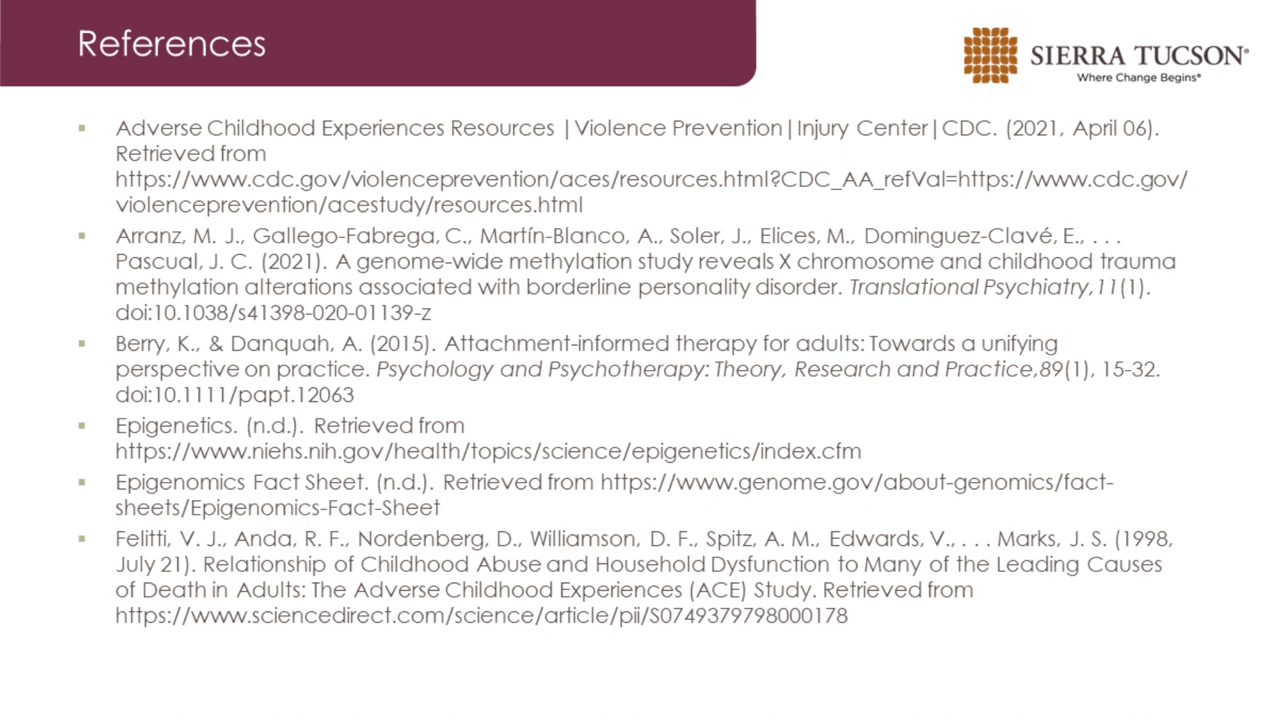 References
SIERRA TUCSON®
Where Change Begins®
▪ Adverse Childhood Experiences Resources |Violence Prevention|Injury Center|CDC. (2021, April 06).
Retrieved from
https://www.cdc.gov/violenceprevention/aces/resources.html?CDC_AA_refVal=https://www.cdc.gov/
violenceprevention/acestudy/resources.html
▪ Arranz, M. J., Gallego-Fabrega, C., Martín-Blanco, A., Soler, J., Elices, M., Dominguez-Clavé, E., . . .
Pascual, J. C. (2021). A genome-wide methylation study reveals X chromosome and childhood trauma
methylation alterations associated with borderline personality disorder. Translational Psychiatry,11(1).
doi:10.1038/s41398-020-01139-z
▪ Berry, K., & Danquah, A. (2015). Attachment-informed therapy for adults: Towards a unifying
perspective on practice. Psychology and Psychotherapy: Theory, Research and Practice,89(1), 15-32.
doi:10.1111/papt.12063
▪ Epigenetics. (n.d.). Retrieved from
https://www.niehs.nih.gov/health/topics/science/epigenetics/index.cfm
▪ Epigenomics Fact Sheet. (n.d.). Retrieved from https://www.genome.gov/about-genomics/fact-
sheets/Epigenomics-Fact-Sheet
▪ Felitti, V. J., Anda, R. F., Nordenberg, D., Williamson, D. F., Spitz, A. M., Edwards, V., . . . Marks, J. S. (1998,
July 21). Relationship of Childhood Abuse and Household Dysfunction to Many of the Leading Causes
of Death in Adults: The Adverse Childhood Experiences (ACE) Study. Retrieved from
https://www.sciencedirect.com/science/article/pii/S0749379798000178